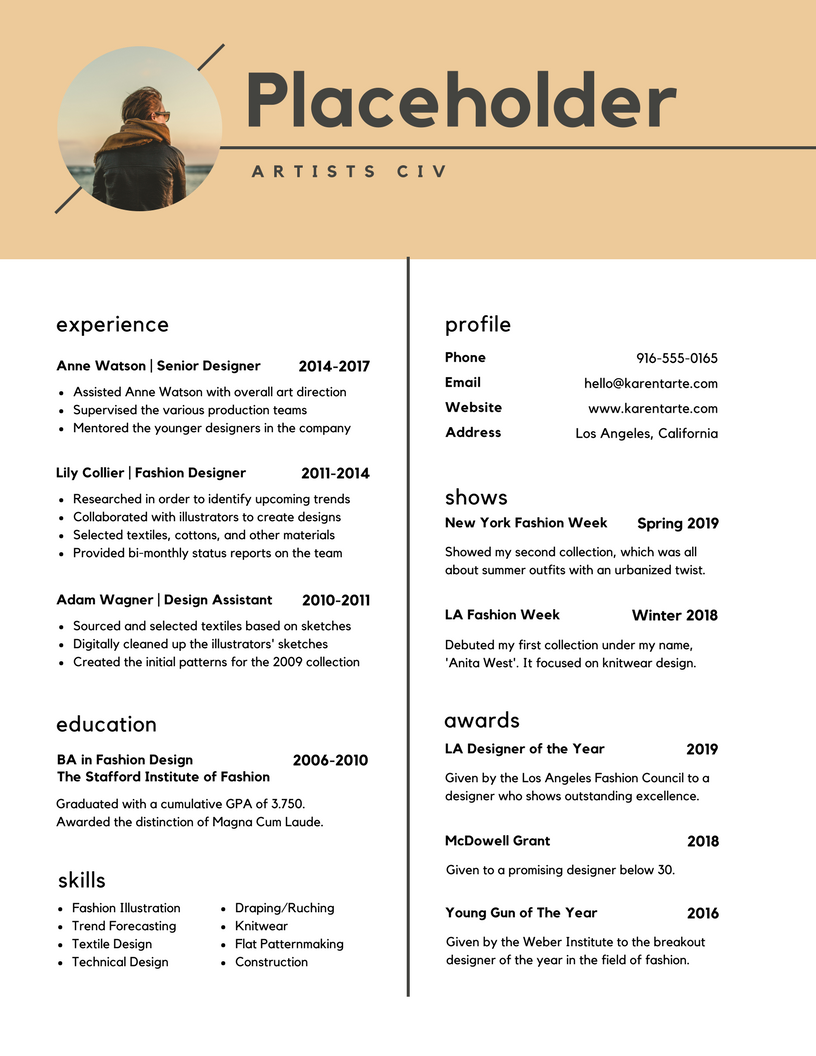 Placeholder
ARTISTS CIV
experience
Anne Watson | Senior Designer 2014-2017
• Assisted Anne Watson with overall art direction
• Supervised the various production teams
• Mentored the younger designers in the company
Lily Collier | Fashion Designer 2011-2014
• Researched in order to identify upcoming trends
• Collaborated with illustrators to create designs
• Selected textiles, cottons, and other materials
• Provided bi-monthly status reports on the team
Adam Wagner | Design Assistant 2010-2011
• Sourced and selected textiles based on sketches
• Digitally cleaned up the illustrators' sketches
• Created the initial patterns for the 2009 collection
education
BA in Fashion Design 2006-2010
The Stafford Institute of Fashion
Graduated with a cumulative GPA of 3.750.
Awarded the distinction of Magna Cum Laude.
skills
• Fashion Illustration
• Trend Forecasting
• Textile Design
• Technical Design
• Draping/Ruching
• Knitwear
• Flat Patternmaking
• Construction
profile
Phone 916-555-0165
Email hello@karentarte.com
Website www.karentarte.com
Address Los Angeles, California
shows
New York Fashion Week Spring 2019
Showed my second collection, which was all
about summer outfits with an urbanized twist.
LA Fashion Week Winter 2018
Debuted my first collection under my name,
'Anita West'. It focused on knitwear design.
awards
LA Designer of the Year 2019
Given by the Los Angeles Fashion Council to a
designer who shows outstanding excellence.
McDowell Grant 2018
Given to a promising designer below 30.
Young Gun of The Year 2016
Given by the Weber Institute to the breakout
designer of the year in the field of fashion.